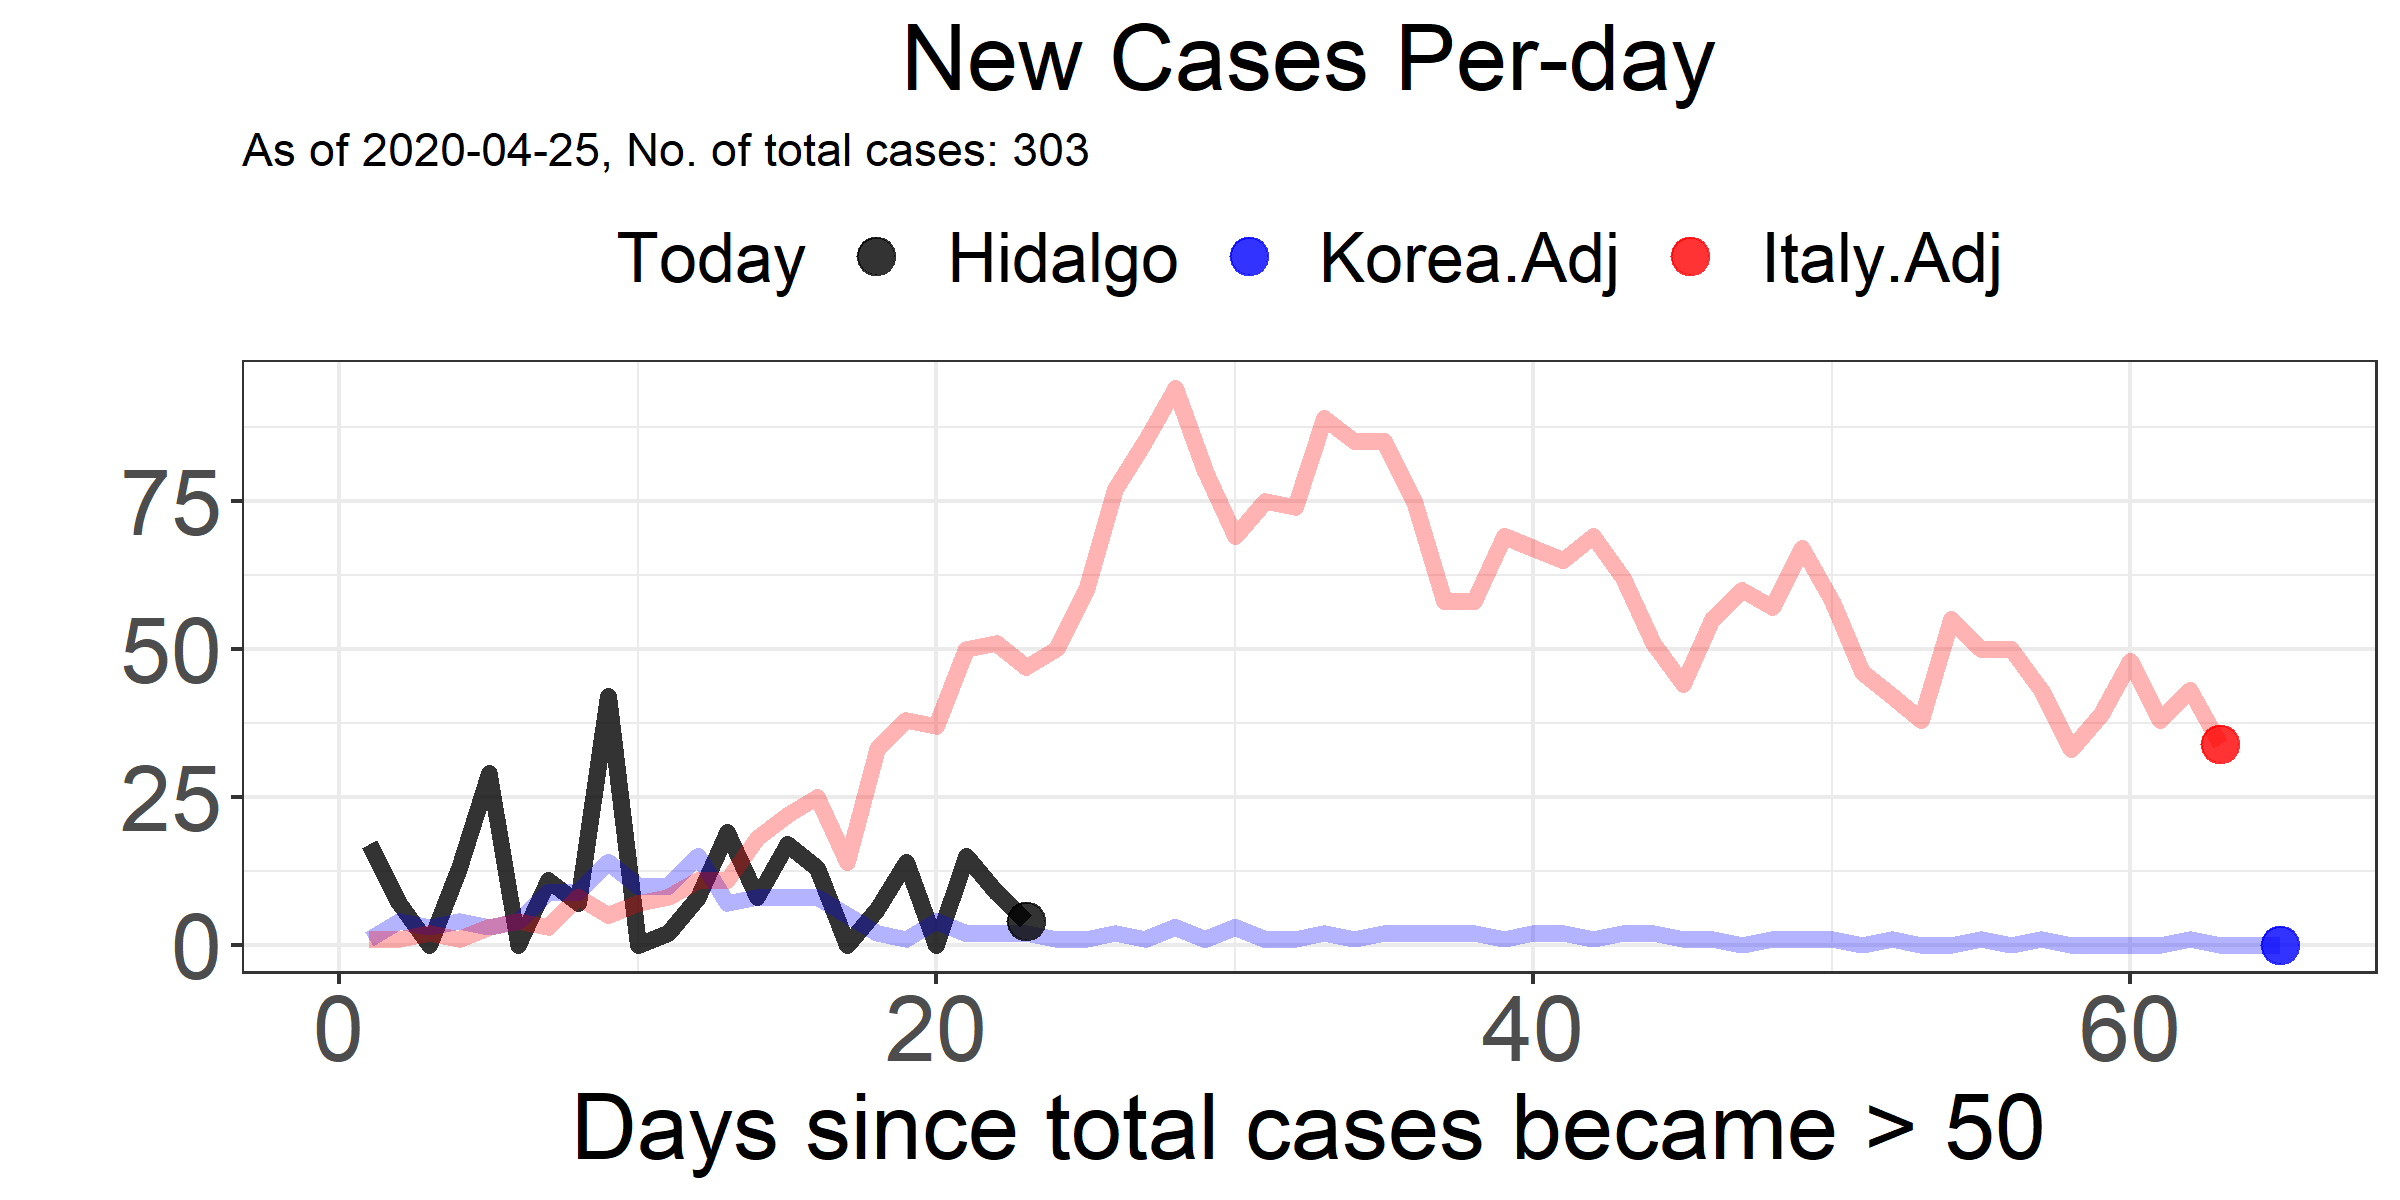 New Cases Per-day
As of 2020-04-25, No. of total cases: 303
Today Hidalgo Korea.Adj Italy.Adj
75
50
25
0
0 20 40 60
Days since total cases became > 50